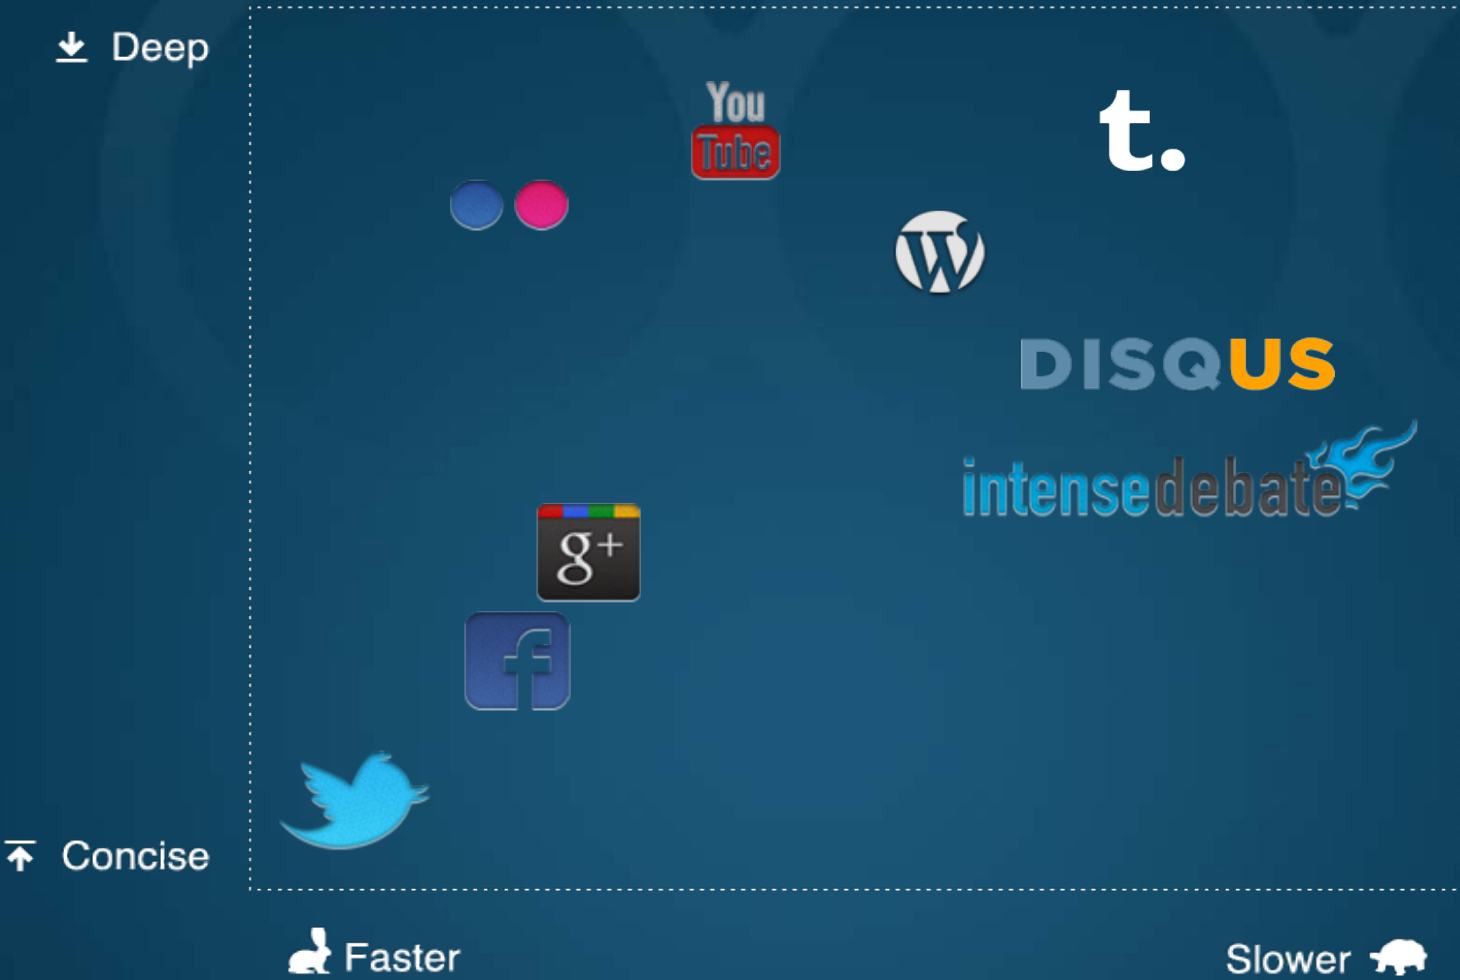 Deep
You
Tube
t.
W
DISQUS
intensedebate
g+
f
Concise
Faster
Slower